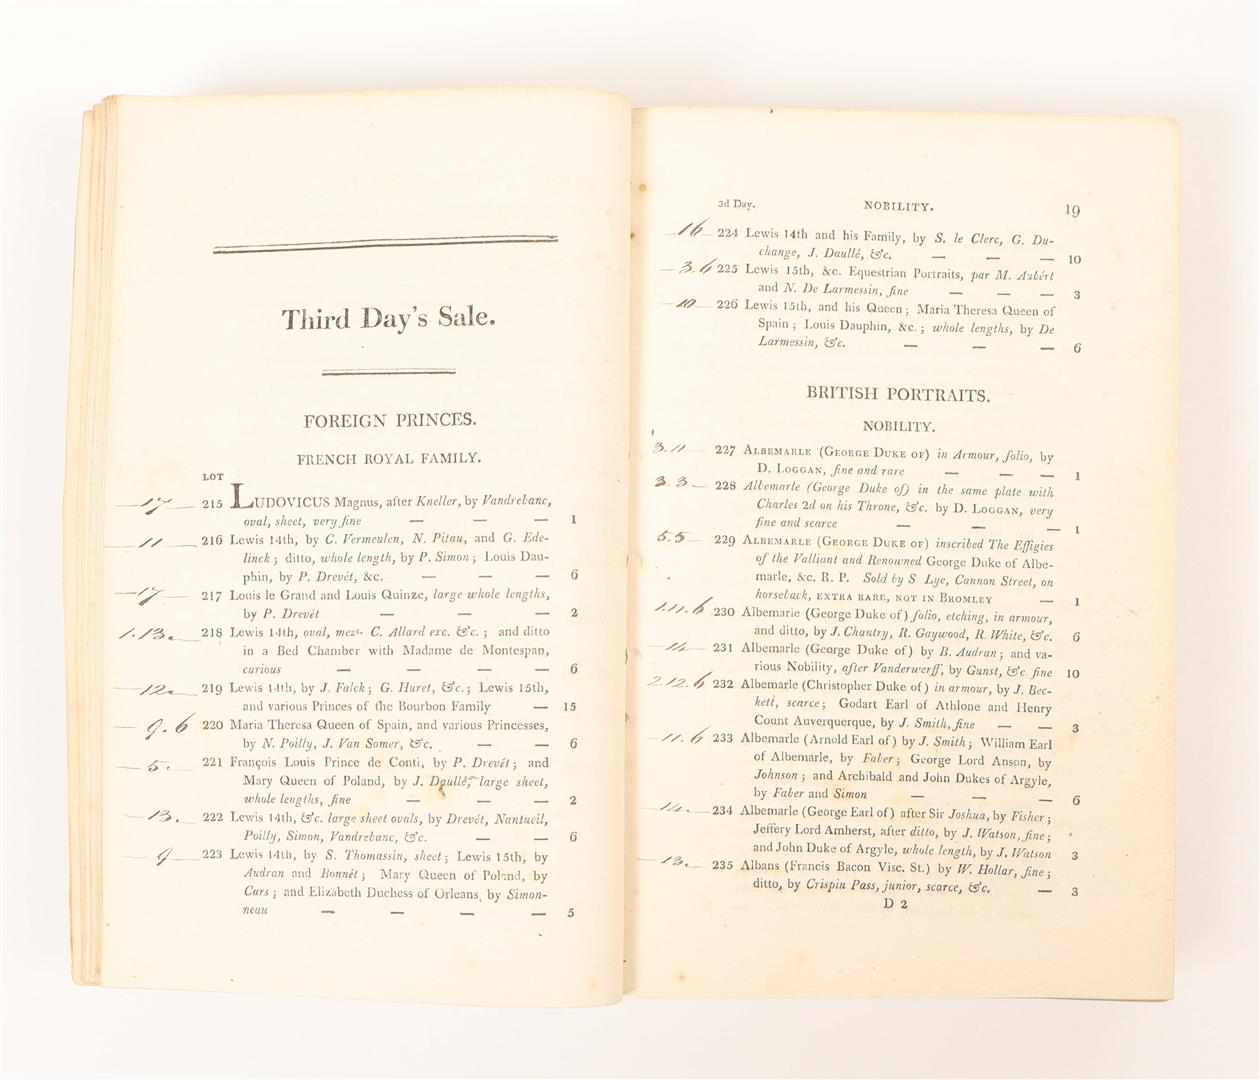 Third Day's Sale.
FOREIGN PRINCES.
FRENCH ROYAL FAMILY.
LOT
17 215 LUDOVICUS Magnus, after Kneller, by Vandrebanc,
oval, sheet, very fine — — — 1
11 216 Lewis 14th, by C. Vermeulen, N. Pitau, and G. Ede-
linck; ditto, whole length, by P. Simon; Louis Dau-
phin, by P. Drevét, &c. — — — 6
17 217 Louis le Grand and Louis Quinze, large whole lengths,
by P. Drevét — — — 2
1.13. 218 Lewis 14th, oval, mezs. C. Allard exc. &c.; and ditto
in a Bed Chamber with Madame de Montespan,
curious — — — — 6
12. 219 Lewis 14th, by J. Falck; G. Huret, &c.; Lewis 15th,
and various Princes of the Bourbon Family — 15
9.6 220 Maria Theresa Queen of Spain, and various Princesses,
by N. Poilly, J. Van Somer, &c. — — 6
5. 221 François Louis Prince de Conti, by P. Drevét; and
Mary Queen of Poland, by J. Daullé, large sheet,
whole lengths, fine — — — 2
13. 222 Lewis 14th, &c. large sheet ovals, by Drevét, Nantueil,
Poilly, Simon, Vandrebanc, &c. — — 6
9 223 Lewis 14th, by S. Thomassin, sheet; Lewis 15th, by
Audran and Bonnét; Mary Queen of Poland, by
Cars; and Elizabeth Duchess of Orleans, by Simon-
neau — — — — 5
3d Day. NOBILITY. 19
16 224 Lewis 14th and his Family, by S. le Clerc, G. Du-
change, J. Daullé, &c. — — — 10
3.6 225 Lewis 15th, &c. Equestrian Portraits, par M. Aubért
and N. De Larmessin, fine — — — 3
10 226 Lewis 15th, and his Queen; Maria Theresa Queen of
Spain; Louis Dauphin, &c.; whole lengths, by De
Larmessin, &c. — — — 6
BRITISH PORTRAITS.
NOBILITY.
3.11 227 ALBEMARLE (GEORGE DUKE OF) in Armour, folio, by
D. LOGGAN, fine and rare — — — 1
3.3 228 Albemarle (George Duke of) in the same plate with
Charles 2d on his Throne, &c. by D. LOGGAN, very
fine and scarce — — — 1
5.5 229 ALBEMARLE (GEORGE DUKE OF) inscribed The Effigies
of the Valliant and Renowned George Duke of Albe-
marle, &c. R. P. Sold by S Lye, Cannon Street, on
horseback, EXTRA RARE, NOT IN BROMLEY — 1
1.11.6 230 Albemarle (George Duke of) folio, etching, in armour,
and ditto, by J. Chantry, R. Gaywood, R. White, &c. 6
14 231 Albemarle (George Duke of) by B. Audran; and va-
rious Nobility, after Vanderwerff, by Gunst, &c. fine 10
2.12.6 232 Albemarle (Christopher Duke of) in armour, by J. Bec-
kett, scarce; Godart Earl of Athlone and Henry
Count Auverquerque, by J. Smith, fine — — 3
11.6 233 Albemarle (Arnold Earl of) by J. Smith; William Earl
of Albemarle, by Faber; George Lord Anson, by
Johnson; and Archibald and John Dukes of Argyle,
by Faber and Simon — — — 6
14. 234 Albemarle (George Earl of) after Sir Joshua, by Fisher;
Jeffery Lord Amherst, after ditto, by J. Watson, fine;
and John Duke of Argyle, whole length, by J. Watson 3
13. 235 Albans (Francis Bacon Visc. St.) by W. Hollar, fine;
ditto, by Crispin Pass, junior, scarce, &c. — 3
D 2